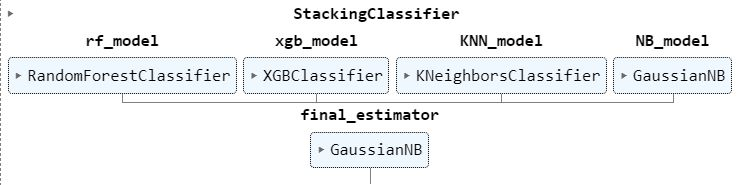 StackingClassifier
rf_model xgb_model KNN_model NB_model
RandomForestClassifier XGBClassifier KNeighborsClassifier GaussianNB
final_estimator
GaussianNB